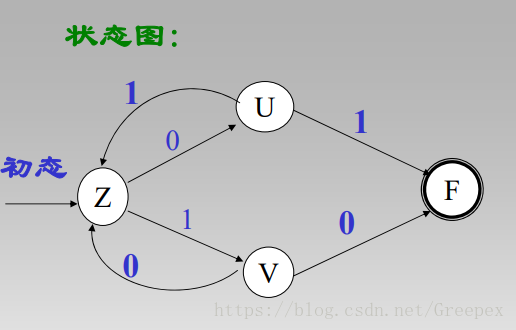 状态图：
1
U
0
1
初态
Z
F
1
0
0
V
https://blog.csdn.net/Greepex